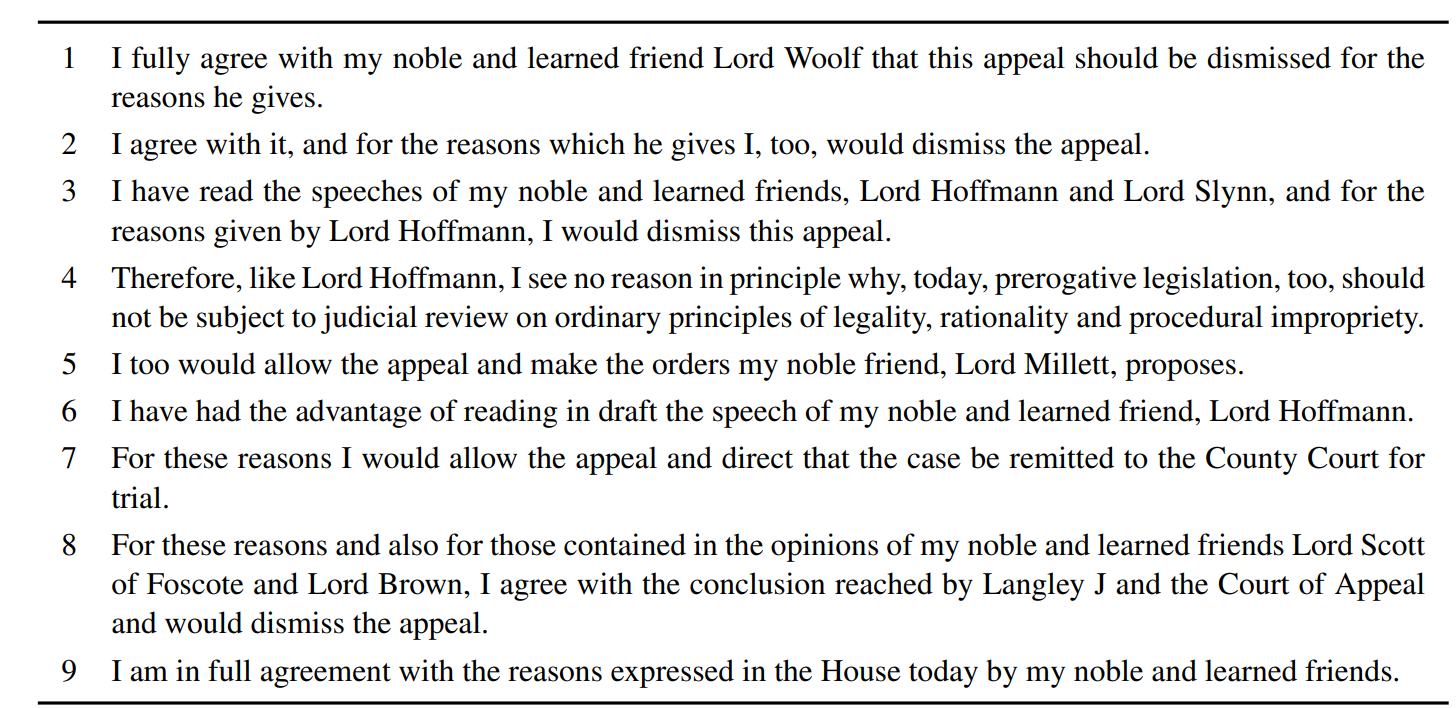 1 I fully agree with my noble and learned friend Lord Woolf that this appeal should be dismissed for the
reasons he gives.
2 I agree with it, and for the reasons which he gives I, too, would dismiss the appeal.
3 I have read the speeches of my noble and learned friends, Lord Hoffmann and Lord Slynn, and for the
reasons given by Lord Hoffmann, I would dismiss this appeal.
4 Therefore, like Lord Hoffmann, I see no reason in principle why, today, prerogative legislation, too, should
not be subject to judicial review on ordinary principles of legality, rationality and procedural impropriety.
5 I too would allow the appeal and make the orders my noble friend, Lord Millett, proposes.
6 I have had the advantage of reading in draft the speech of my noble and learned friend, Lord Hoffmann.
7 For these reasons I would allow the appeal and direct that the case be remitted to the County Court for
trial.
8 For these reasons and also for those contained in the opinions of my noble and learned friends Lord Scott
of Foscote and Lord Brown, I agree with the conclusion reached by Langley J and the Court of Appeal
and would dismiss the appeal.
9 I am in full agreement with the reasons expressed in the House today by my noble and learned friends.